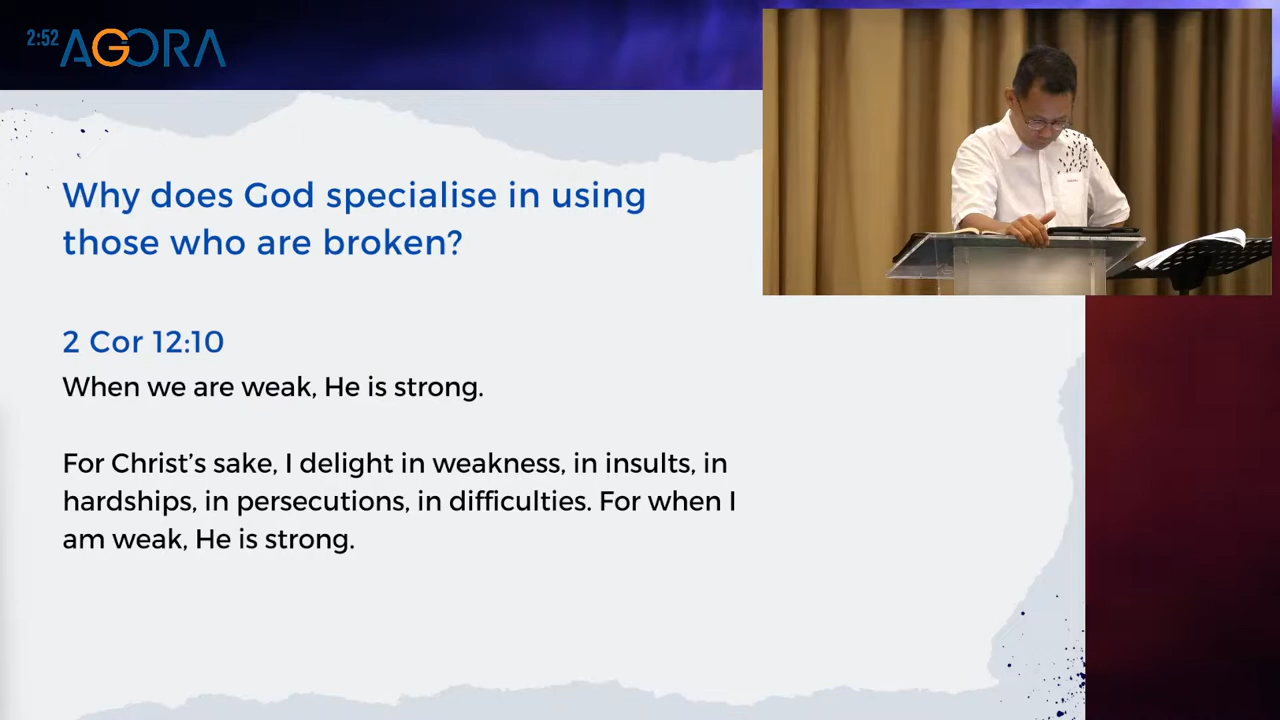 2:52 AGORA
Why does God specialise in using
those who are broken?
2 Cor 12:10
When we are weak, He is strong.
For Christ’s sake, I delight in weakness, in insults, in
hardships, in persecutions, in difficulties. For when I
am weak, He is strong.